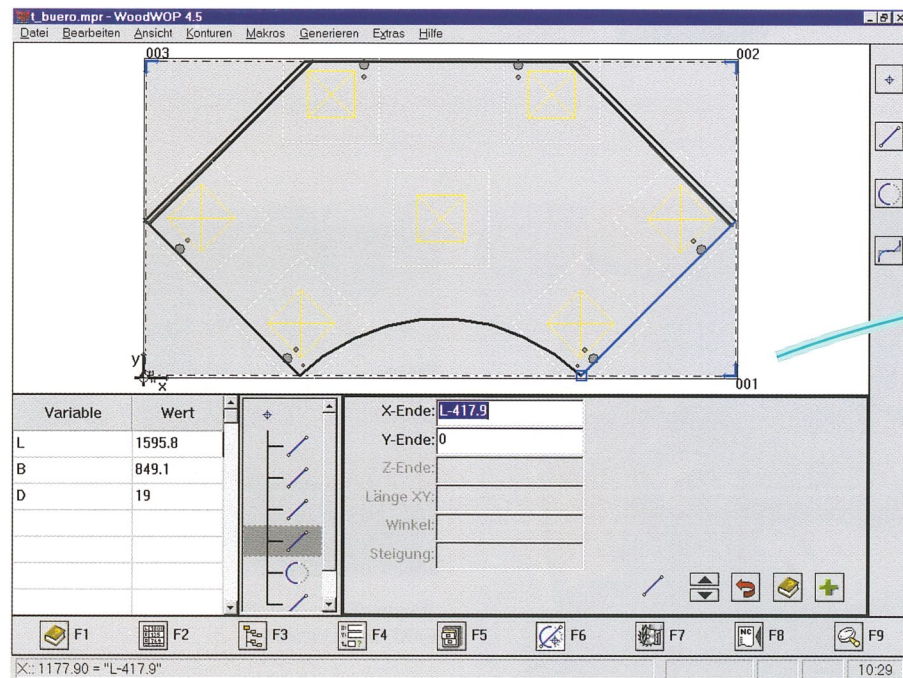 t_buero.mpr - WoodWOP 4.5
Datei Bearbeiten Ansicht Konturen Makros Generieren Extras Hilfe
003
002
y
x
001
Variable Wert
L 1595.8
B 849.1
D 19
X-Ende: L-417.9
Y-Ende: 0
Z-Ende:
Länge XY:
Winkel:
Steigung:
F1 F2 F3 F4 F5 F6 F7 NC F8 F9
X:: 1177.90 = "L-417.9"
10:29